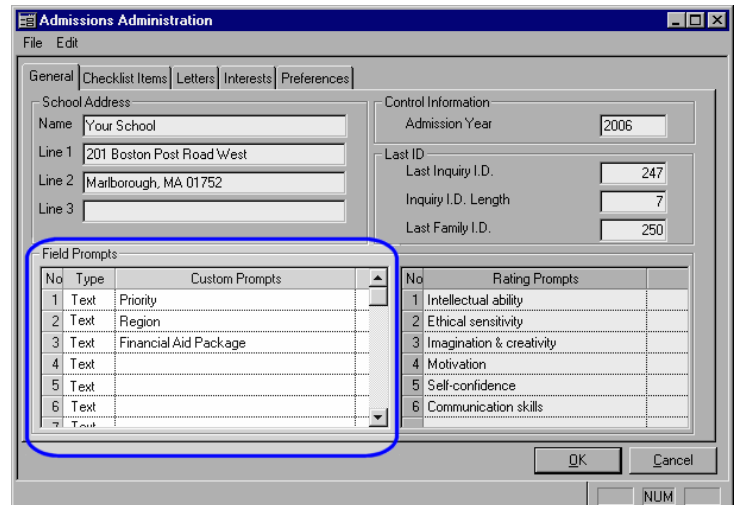 Admissions Administration
File Edit
General Checklist Items Letters Interests Preferences
School Address
Name Your School
Line 1 201 Boston Post Road West
Line 2 Marlborough, MA 01752
Line 3
Control Information
Admission Year 2006
Last ID
Last Inquiry I.D. 247
Inquiry I.D. Length 7
Last Family I.D. 250
Field Prompts
No Type Custom Prompts
1 Text Priority
2 Text Region
3 Text Financial Aid Package
4 Text
5 Text
6 Text
7 Text
No Rating Prompts
1 Intellectual ability
2 Ethical sensitivity
3 Imagination & creativity
4 Motivation
5 Self-confidence
6 Communication skills
OK Cancel
NUM